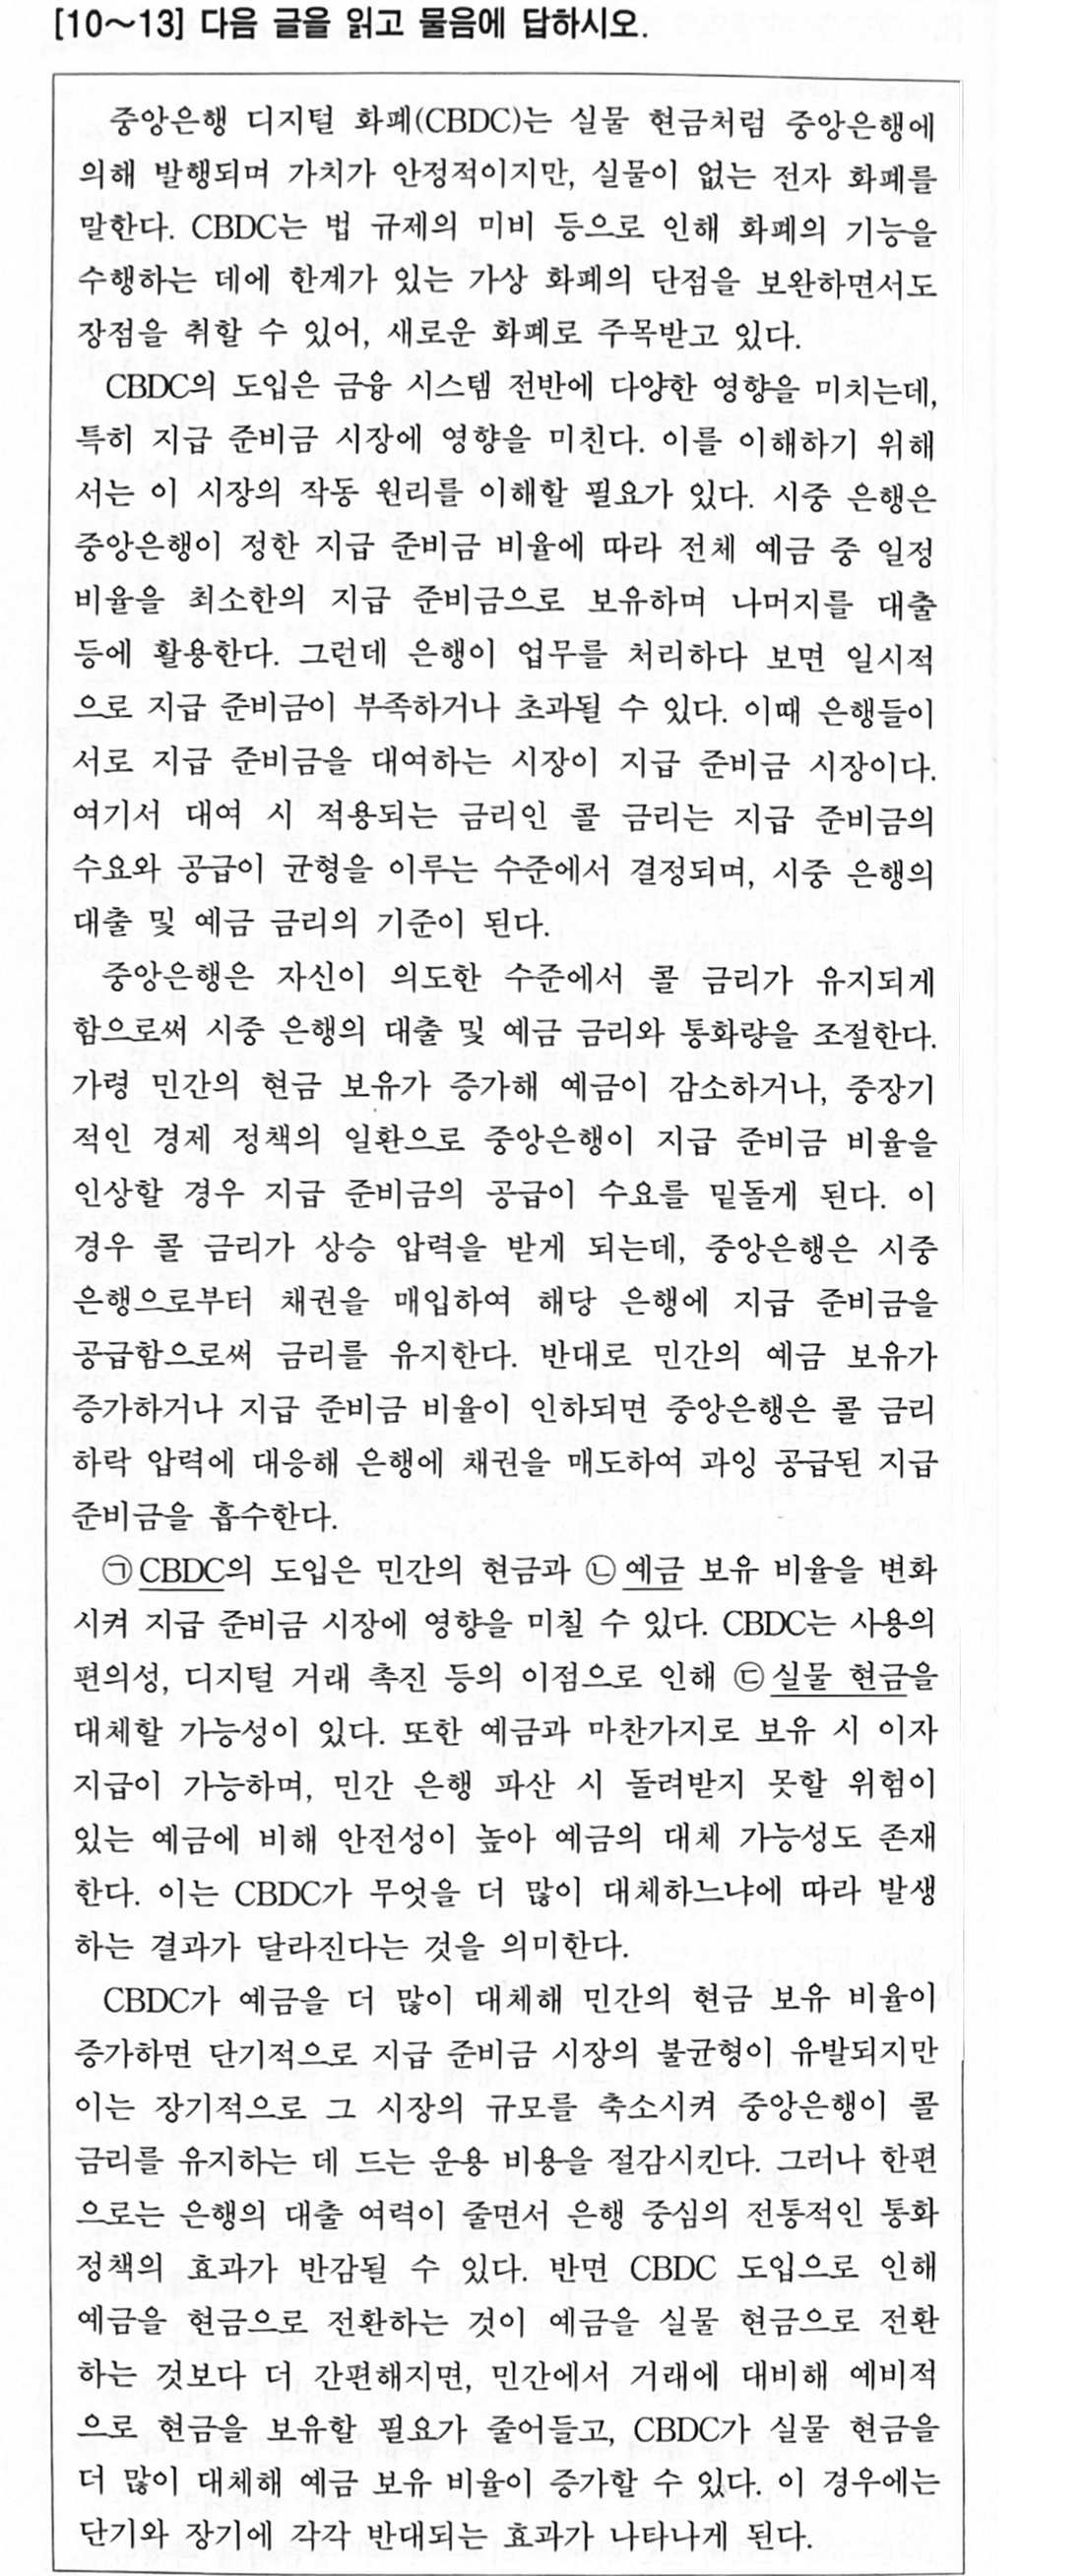 [10～13] 다음 글을 읽고 물음에 답하시오.
중앙은행 디지털 화폐(CBDC)는 실물 현금처럼 중앙은행에
의해 발행되며 가치가 안정적이지만, 실물이 없는 전자 화폐를
말한다. CBDC는 법 규제의 미비 등으로 인해 화폐의 기능을
수행하는 데에 한계가 있는 가상 화폐의 단점을 보완하면서도
장점을 취할 수 있어, 새로운 화폐로 주목받고 있다.
CBDC의 도입은 금융 시스템 전반에 다양한 영향을 미치는데,
특히 지급 준비금 시장에 영향을 미친다. 이를 이해하기 위해
서는 이 시장의 작동 원리를 이해할 필요가 있다. 시중 은행은
중앙은행이 정한 지급 준비금 비율에 따라 전체 예금 중 일정
비율을 최소한의 지급 준비금으로 보유하며 나머지를 대출
등에 활용한다. 그런데 은행이 업무를 처리하다 보면 일시적
으로 지급 준비금이 부족하거나 초과될 수 있다. 이때 은행들이
서로 지급 준비금을 대여하는 시장이 지급 준비금 시장이다.
여기서 대여 시 적용되는 금리인 콜 금리는 지급 준비금의
수요와 공급이 균형을 이루는 수준에서 결정되며, 시중 은행의
대출 및 예금 금리의 기준이 된다.
중앙은행은 자신이 의도한 수준에서 콜 금리가 유지되게
함으로써 시중 은행의 대출 및 예금 금리와 통화량을 조절한다.
가령 민간의 현금 보유가 증가해 예금이 감소하거나, 중장기
적인 경제 정책의 일환으로 중앙은행이 지급 준비금 비율을
인상할 경우 지급 준비금의 공급이 수요를 밑돌게 된다. 이
경우 콜 금리가 상승 압력을 받게 되는데, 중앙은행은 시중
은행으로부터 채권을 매입하여 해당 은행에 지급 준비금을
공급함으로써 금리를 유지한다. 반대로 민간의 예금 보유가
증가하거나 지급 준비금 비율이 인하되면 중앙은행은 콜 금리
하락 압력에 대응해 은행에 채권을 매도하여 과잉 공급된 지급
준비금을 흡수한다.
㉠CBDC의 도입은 민간의 현금과 ㉡예금 보유 비율을 변화
시켜 지급 준비금 시장에 영향을 미칠 수 있다. CBDC는 사용의
편의성, 디지털 거래 촉진 등의 이점으로 인해 ㉢실물 현금을
대체할 가능성이 있다. 또한 예금과 마찬가지로 보유 시 이자
지급이 가능하며, 민간 은행 파산 시 돌려받지 못할 위험이
있는 예금에 비해 안전성이 높아 예금의 대체 가능성도 존재
한다. 이는 CBDC가 무엇을 더 많이 대체하느냐에 따라 발생
하는 결과가 달라진다는 것을 의미한다.
CBDC가 예금을 더 많이 대체해 민간의 현금 보유 비율이
증가하면 단기적으로 지급 준비금 시장의 불균형이 유발되지만
이는 장기적으로 그 시장의 규모를 축소시켜 중앙은행이 콜
금리를 유지하는 데 드는 운용 비용을 절감시킨다. 그러나 한편
으로는 은행의 대출 여력이 줄면서 은행 중심의 전통적인 통화
정책의 효과가 반감될 수 있다. 반면 CBDC 도입으로 인해
예금을 현금으로 전환하는 것이 예금을 실물 현금으로 전환
하는 것보다 더 간편해지면, 민간에서 거래에 대비해 예비적
으로 현금을 보유할 필요가 줄어들고, CBDC가 실물 현금을
더 많이 대체해 예금 보유 비율이 증가할 수 있다. 이 경우에는
단기와 장기에 각각 반대되는 효과가 나타나게 된다.